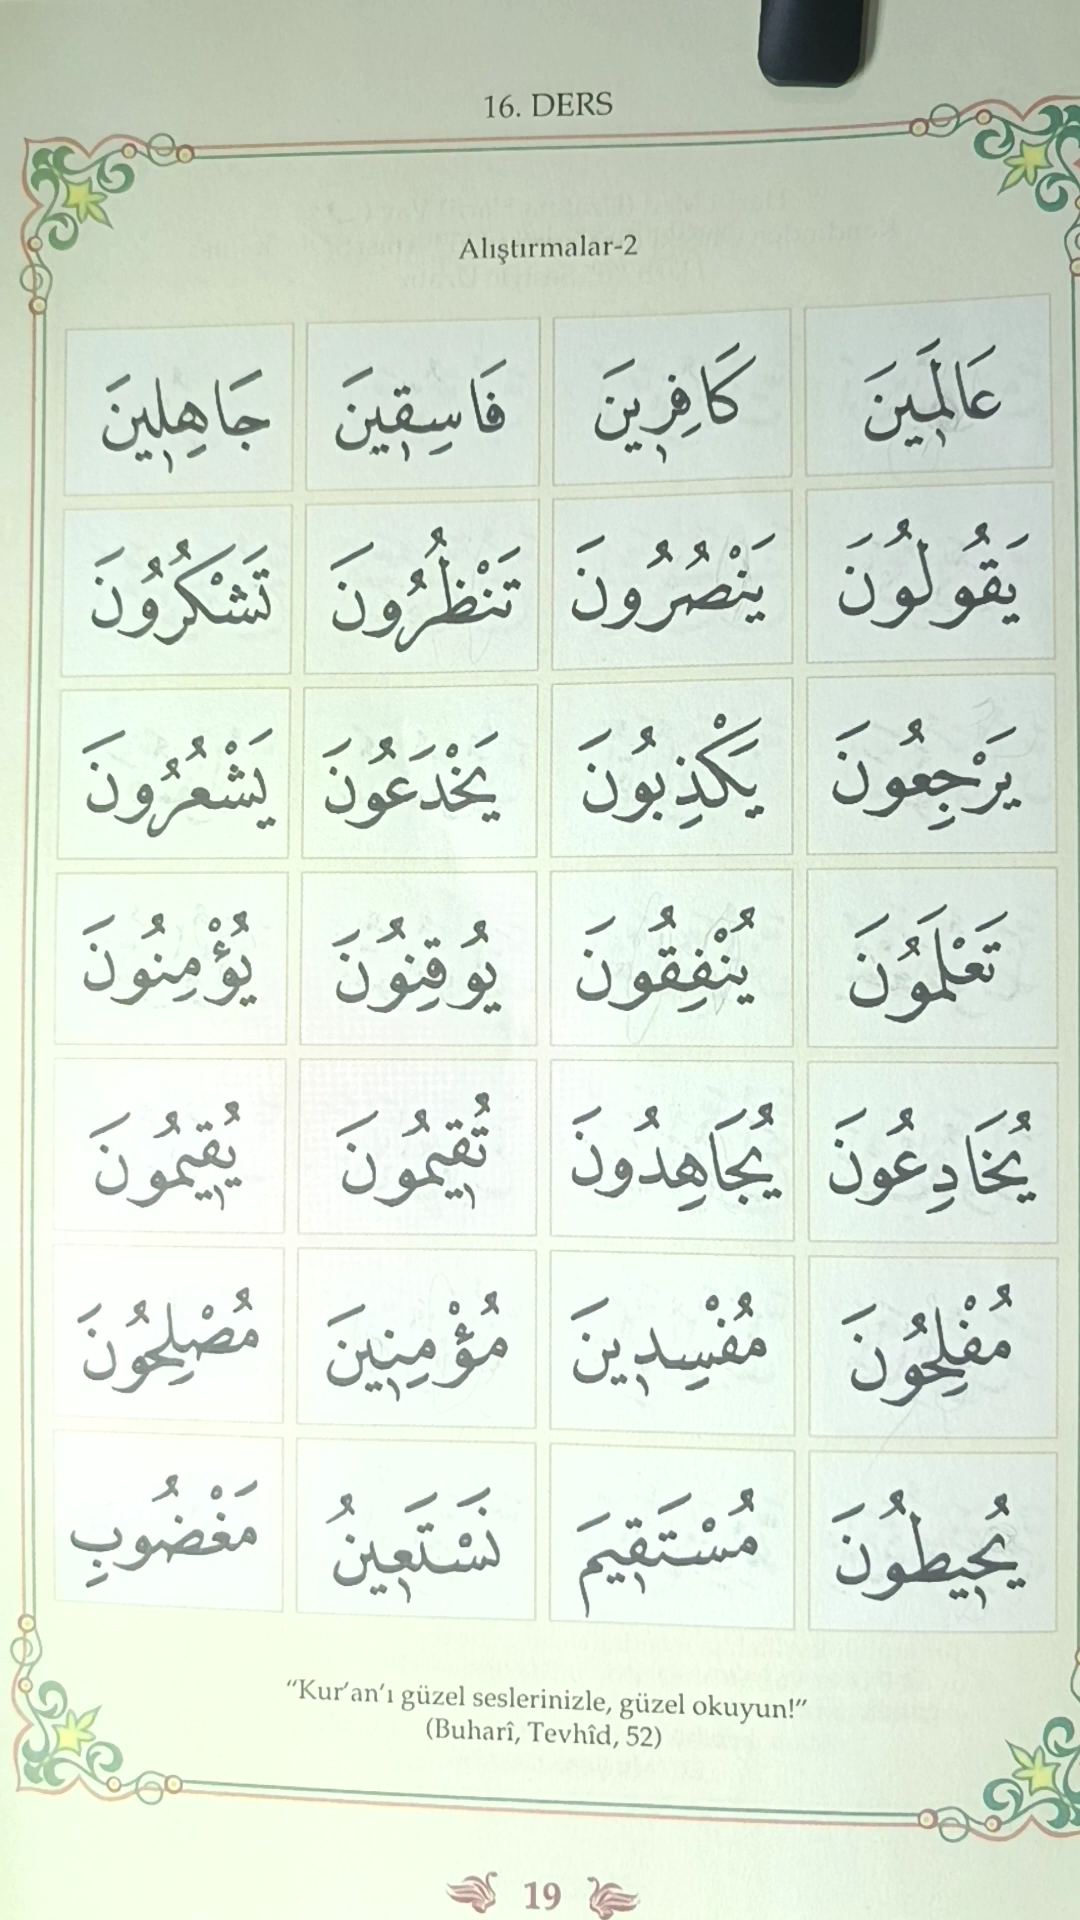 16. DERS
Alıştırmalar-2
عَالَمِينَ كَافِرِينَ فَاسِقِينَ جَاهِلِينَ
يَقُولُونَ يَنْصُرُونَ تَنْظُرُونَ تَشْكُرُونَ
يَرْجِعُونَ يَكْذِبُونَ يَخْدَعُونَ يَشْعُرُونَ
تَعْلَمُونَ يُنْفِقُونَ يُوقِنُونَ يُؤْمِنُونَ
يُخَادِعُونَ يُجَاهِدُونَ تُقِيمُونَ يُقِيمُونَ
مُفْلِحُونَ مُفْسِدِينَ مُؤْمِنِينَ مُصْلِحُونَ
يُحِيطُونَ مُسْتَقِيمَ نَسْتَعِينُ مَغْضُوبِ
“Kur’an’ı güzel seslerinizle, güzel okuyun!”
(Buharî, Tevhîd, 52)
19